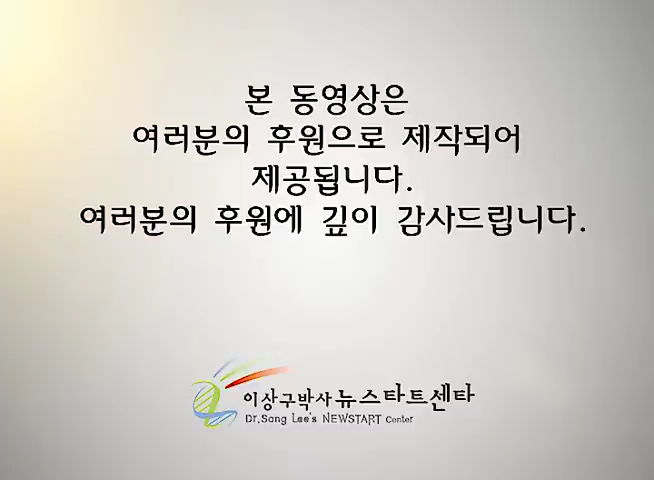 본 동영상은
여러분의 후원으로 제작되어
제공됩니다.
여러분의 후원에 깊이 감사드립니다.
이상구박사 뉴스타트센타
Dr.Sang Lee's NEWSTART Center